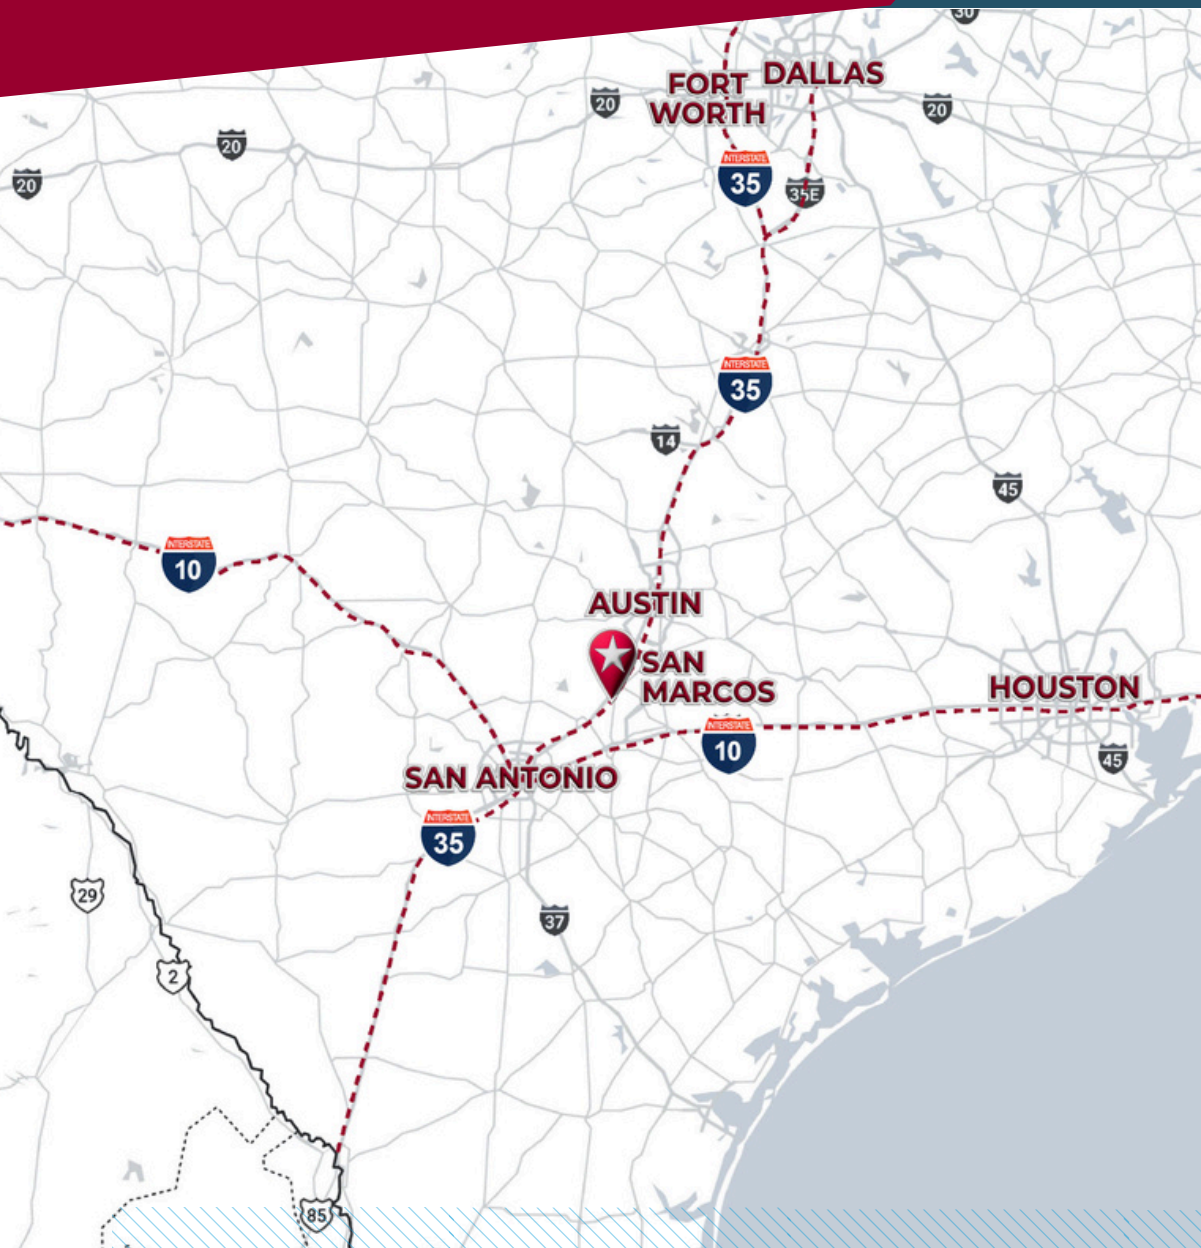 30
FORT
WORTH
DALLAS
20
20
20
20
INTERSTATE
35
35E
INTERSTATE
35
14
45
INTERSTATE
10
AUSTIN
SAN
MARCOS
HOUSTON
INTERSTATE
10
45
SAN ANTONIO
INTERSTATE
35
29
37
2
85